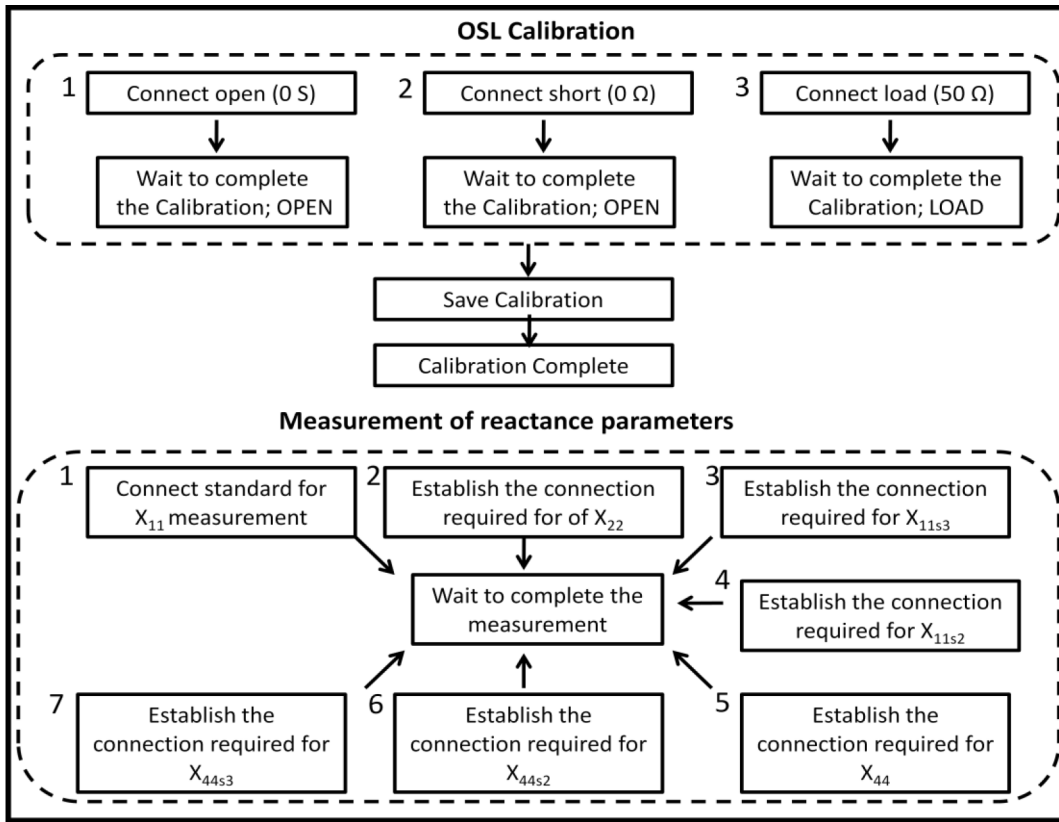 OSL Calibration
1
Connect open (0 S)
Wait to complete
the Calibration; OPEN
2
Connect short (0 Ω)
Wait to complete
the Calibration; OPEN
3
Connect load (50 Ω)
Wait to complete the
Calibration; LOAD
Save Calibration
Calibration Complete
Measurement of reactance parameters
1
Connect standard for
X₁₁ measurement
2
Establish the connection
required for of X₂₂
3
Establish the connection
required for X₁₁ₛ₃
Wait to complete the
measurement
4
Establish the connection
required for X₁₁ₛ₂
7
Establish the
connection required for
X₄₄ₛ₃
6
Establish the
connection required for
X₄₄ₛ₂
5
Establish the
connection required for
X₄₄